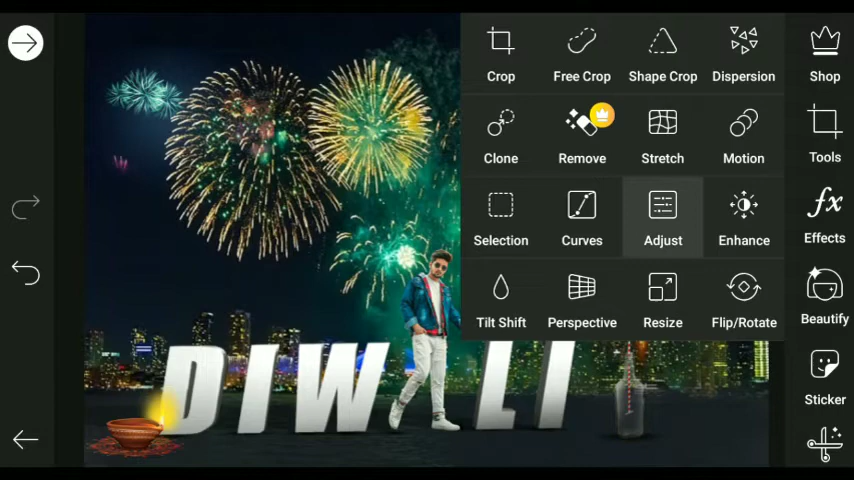 Crop Free Crop Shape Crop Dispersion Shop
Clone Remove Stretch Motion Tools
Selection Curves Adjust Enhance Effects
Tilt Shift Perspective Resize Flip/Rotate Beautify
Sticker
DIW LI